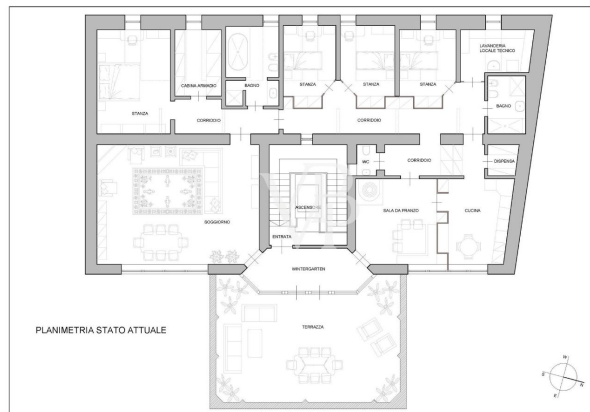 LAVANDERIA
LOCALE TECNICO
CABINA ARMADIO
BAGNO
STANZA
STANZA
STANZA
BAGNO
STANZA
CORRIDOIO
CORRIDOIO
WC
CORRIDOIO
DISPENSA
ASCENSORE
SOGGIORNO
SALA DA PRANZO
CUCINA
ENTRATA
WINTERGARTEN
PLANIMETRIA STATO ATTUALE
TERRAZZA